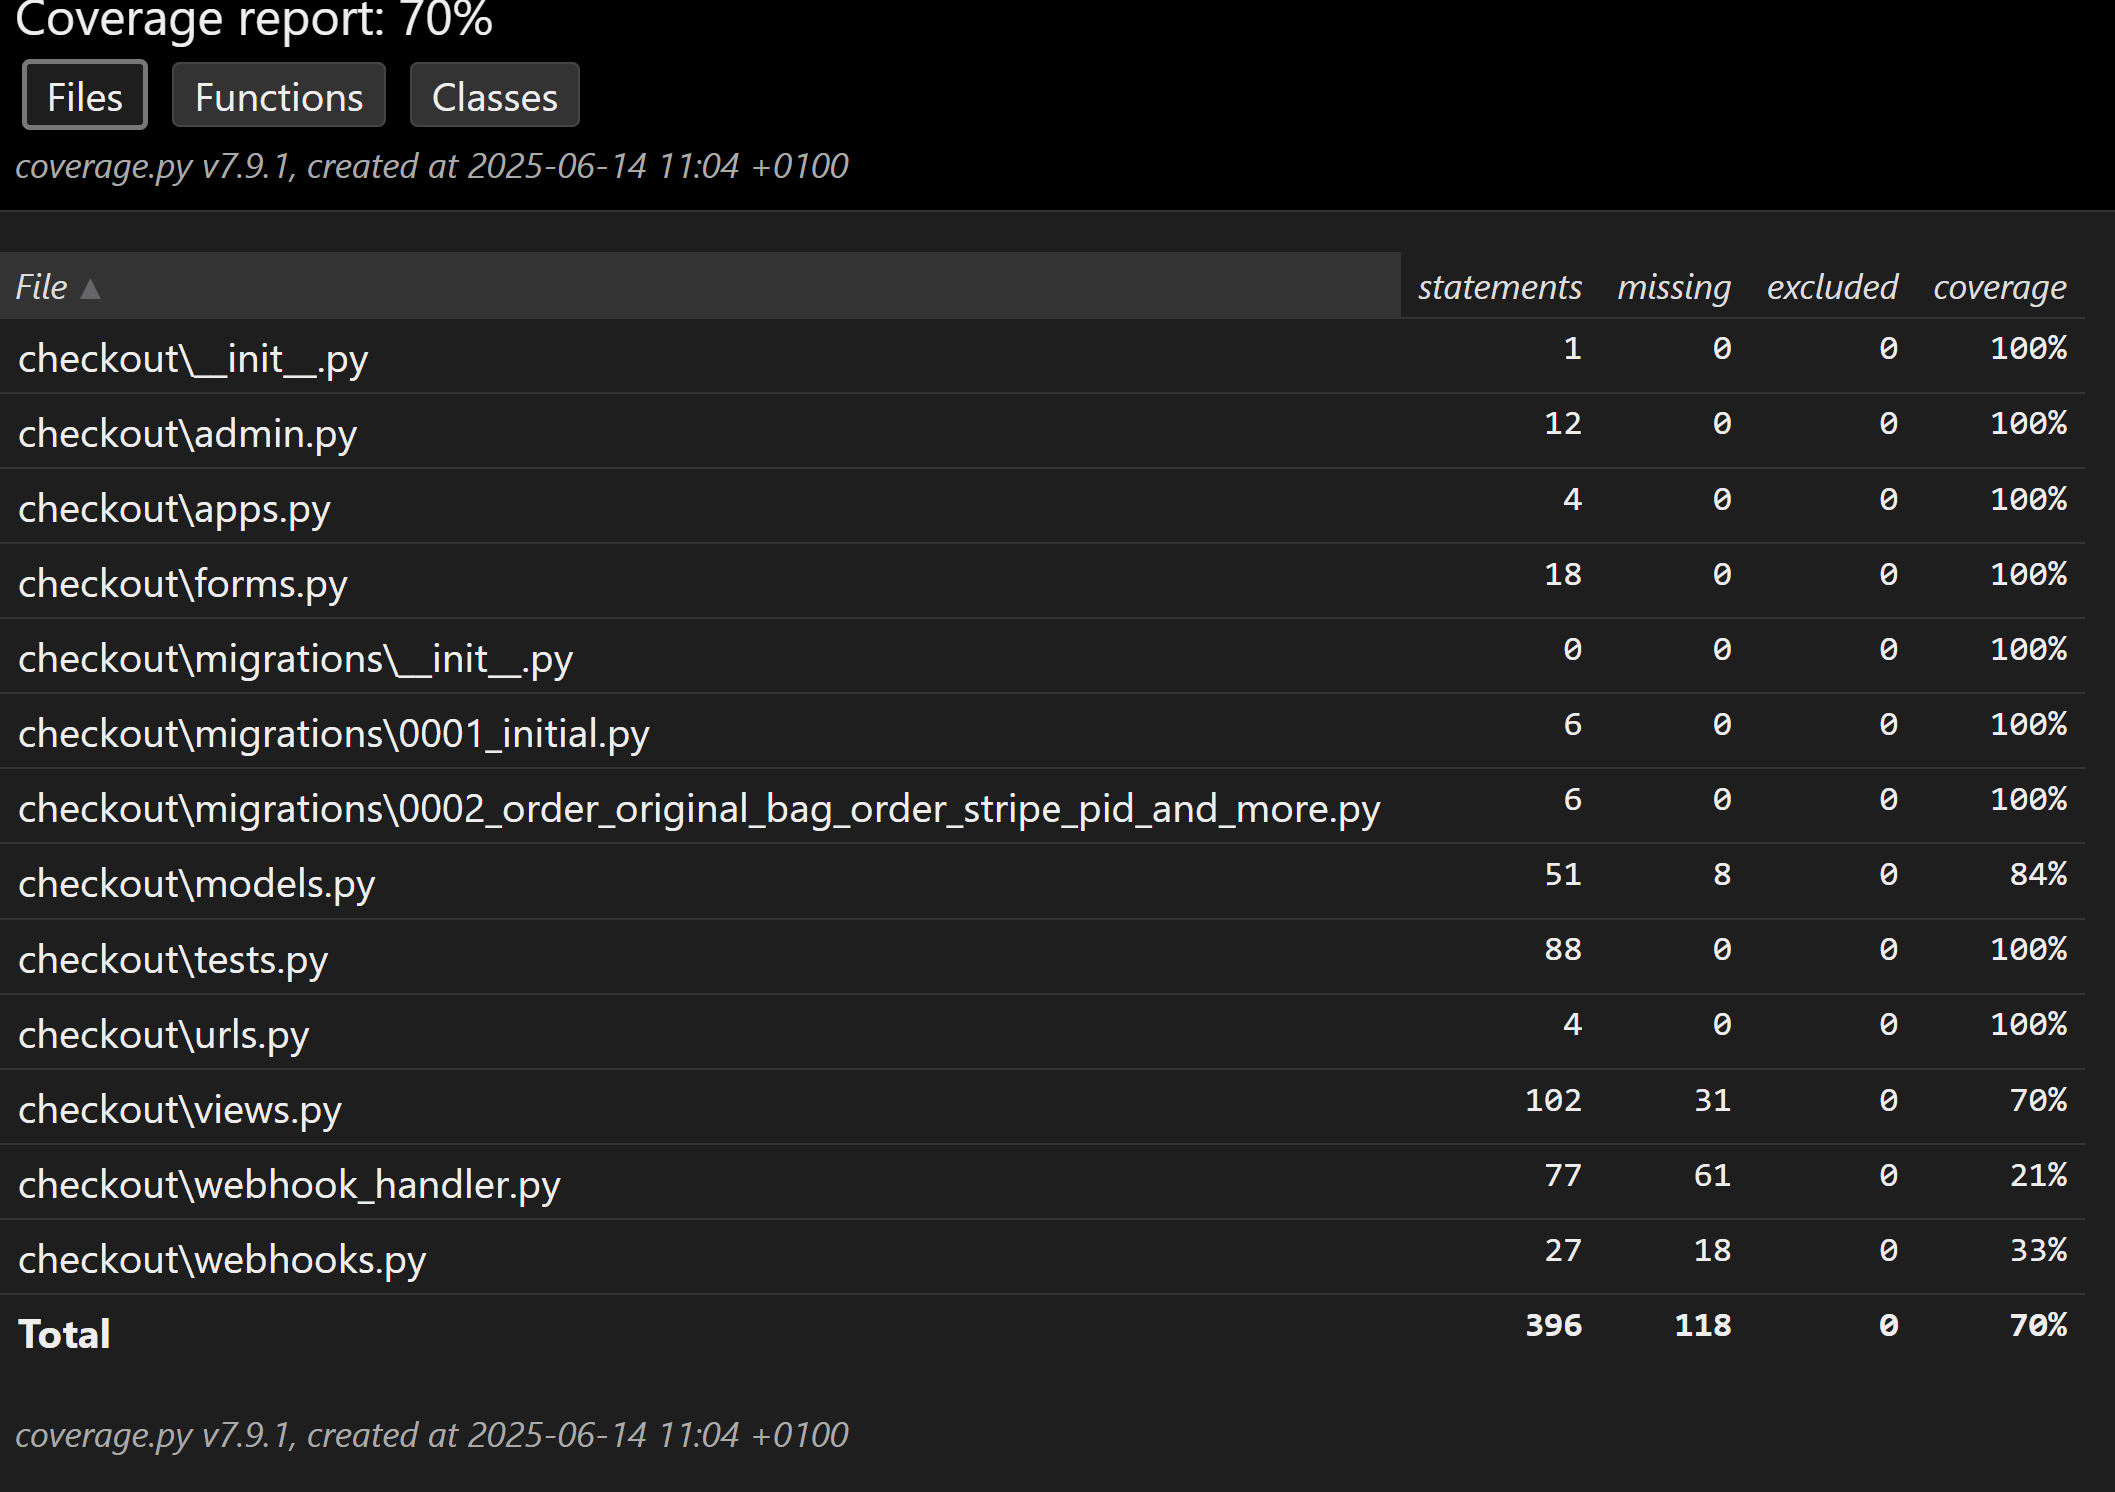 Coverage report: 70%
Files Functions Classes
coverage.py v7.9.1, created at 2025-06-14 11:04 +0100
File ▲ statements missing excluded coverage
checkout\__init__.py 1 0 0 100%
checkout\admin.py 12 0 0 100%
checkout\apps.py 4 0 0 100%
checkout\forms.py 18 0 0 100%
checkout\migrations\__init__.py 0 0 0 100%
checkout\migrations\0001_initial.py 6 0 0 100%
checkout\migrations\0002_order_original_bag_order_stripe_pid_and_more.py 6 0 0 100%
checkout\models.py 51 8 0 84%
checkout\tests.py 88 0 0 100%
checkout\urls.py 4 0 0 100%
checkout\views.py 102 31 0 70%
checkout\webhook_handler.py 77 61 0 21%
checkout\webhooks.py 27 18 0 33%
Total 396 118 0 70%
coverage.py v7.9.1, created at 2025-06-14 11:04 +0100